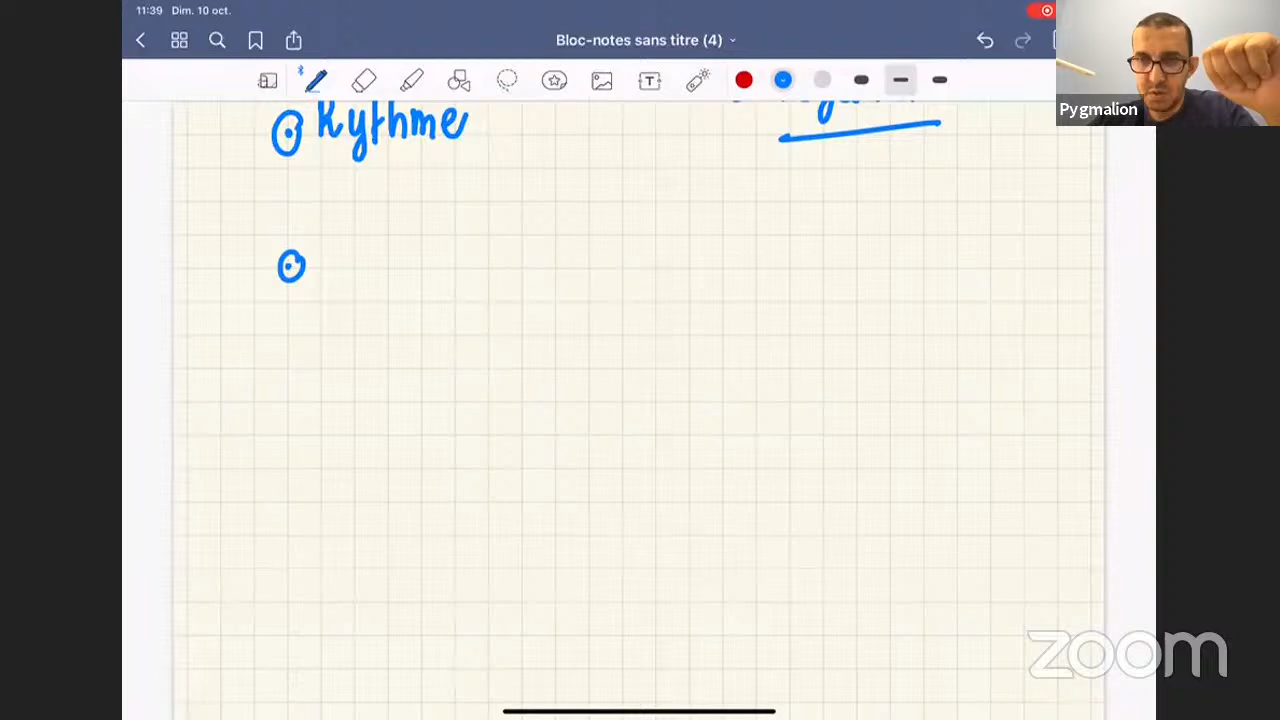 11:39 Dim. 10 oct.
Bloc-notes sans titre (4)
Pygmalion
Rythme
zoom